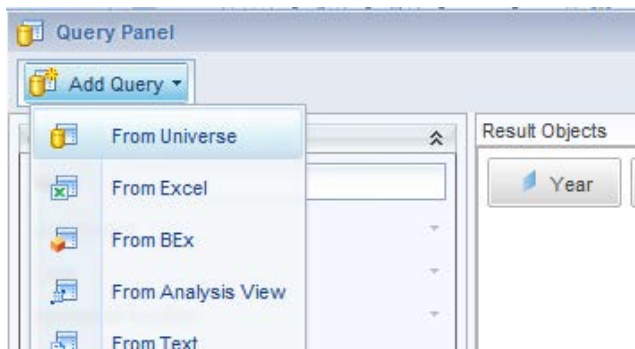 Query Panel
Add Query
From Universe
From Excel
From BEx
From Analysis View
From Text
Result Objects
Year